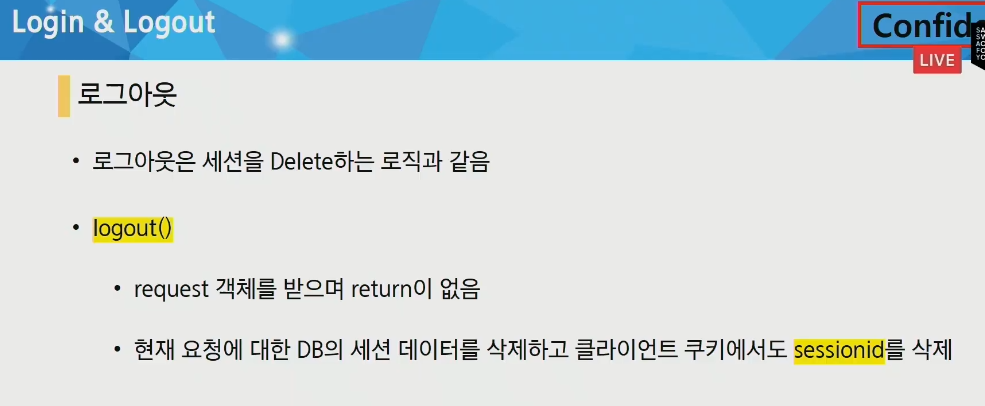 Login & Logout
LIVE
로그아웃
• 로그아웃은 세션을 Delete하는 로직과 같음
• logout()
• request 객체를 받으며 return이 없음
• 현재 요청에 대한 DB의 세션 데이터를 삭제하고 클라이언트 쿠키에서도 sessionid를 삭제